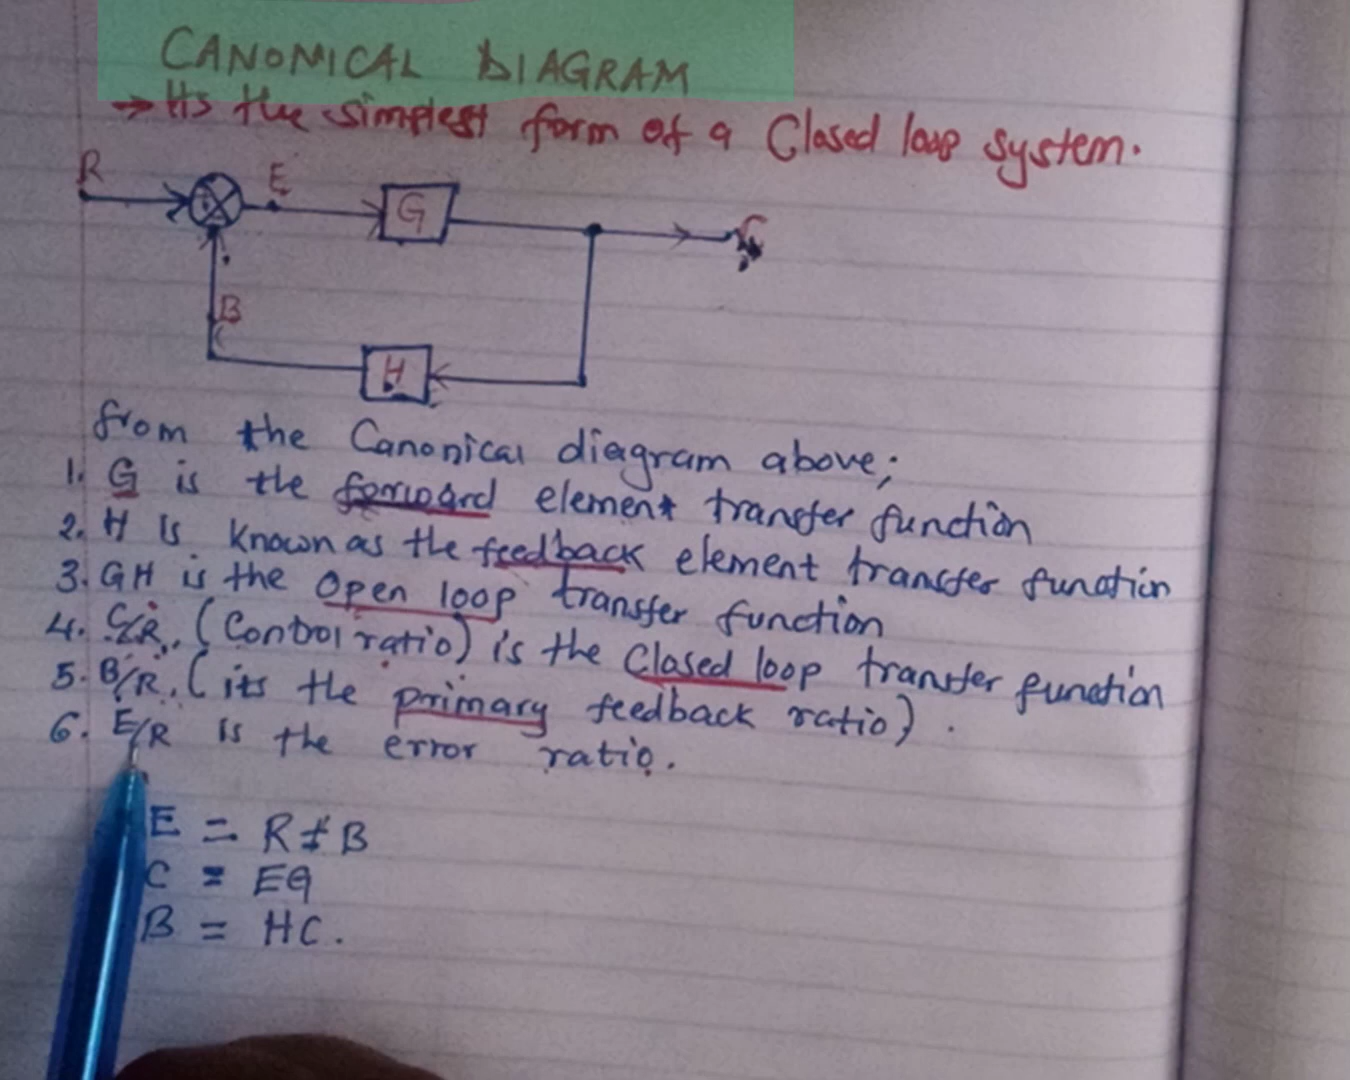 CANONICAL DIAGRAM
→ Its the simplest form of a Closed loop system.
R
E
G
C
B
H
from the Canonical diagram above;
1. G is the forward element transfer function
2. H is known as the feedback element transfer function
3. GH is the open loop transfer function
4. C/R, (Control ratio) is the Closed loop transfer function
5. B/R, (its the primary feedback ratio).
6. E/R is the error ratio.
E = R ± B
C = EG
B = HC.